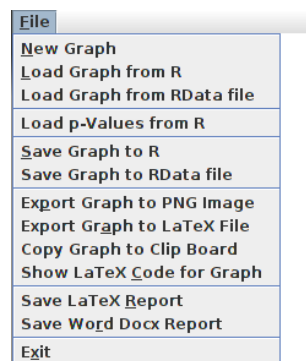 File
New Graph
Load Graph from R
Load Graph from RData file
Load p-Values from R
Save Graph to R
Save Graph to RData file
Export Graph to PNG Image
Export Graph to LaTeX File
Copy Graph to Clip Board
Show LaTeX Code for Graph
Save LaTeX Report
Save Word Docx Report
Exit